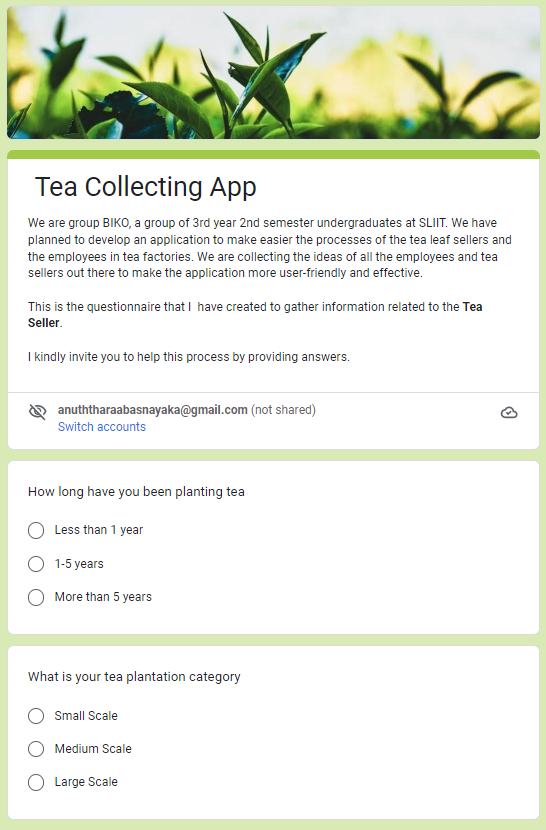 Tea Collecting App
We are group BIKO, a group of 3rd year 2nd semester undergraduates at SLIIT. We have
planned to develop an application to make easier the processes of the tea leaf sellers and
the employees in tea factories. We are collecting the ideas of all the employees and tea
sellers out there to make the application more user-friendly and effective.
This is the questionnaire that I  have created to gather information related to the Tea
Seller.
I kindly invite you to help this process by providing answers.
anuththaraabasnayaka@gmail.com (not shared)
Switch accounts
How long have you been planting tea
Less than 1 year
1-5 years
More than 5 years
What is your tea plantation category
Small Scale
Medium Scale
Large Scale